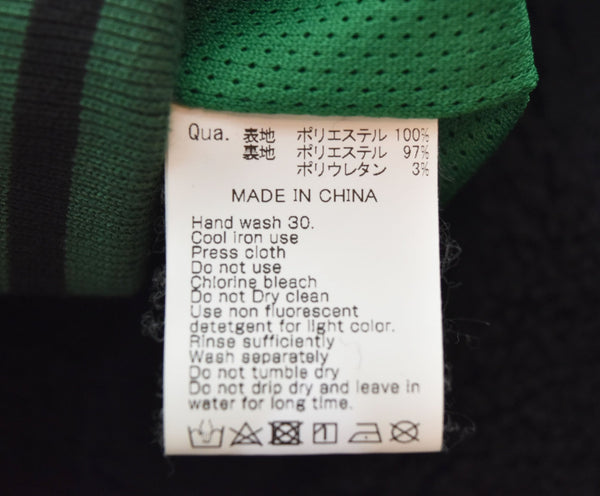 Qua. 表地 ポリエステル 100%
裏地 ポリエステル 97%
ポリウレタン 3%
MADE IN CHINA
Hand wash 30.
Cool iron use
Press cloth
Do not use
Chlorine bleach
Do not Dry clean
Use non fluorescent
detetgent for light color.
Rinse sufficiently
Wash separately
Do not tumble dry
Do not drip dry and leave in
water for long time.